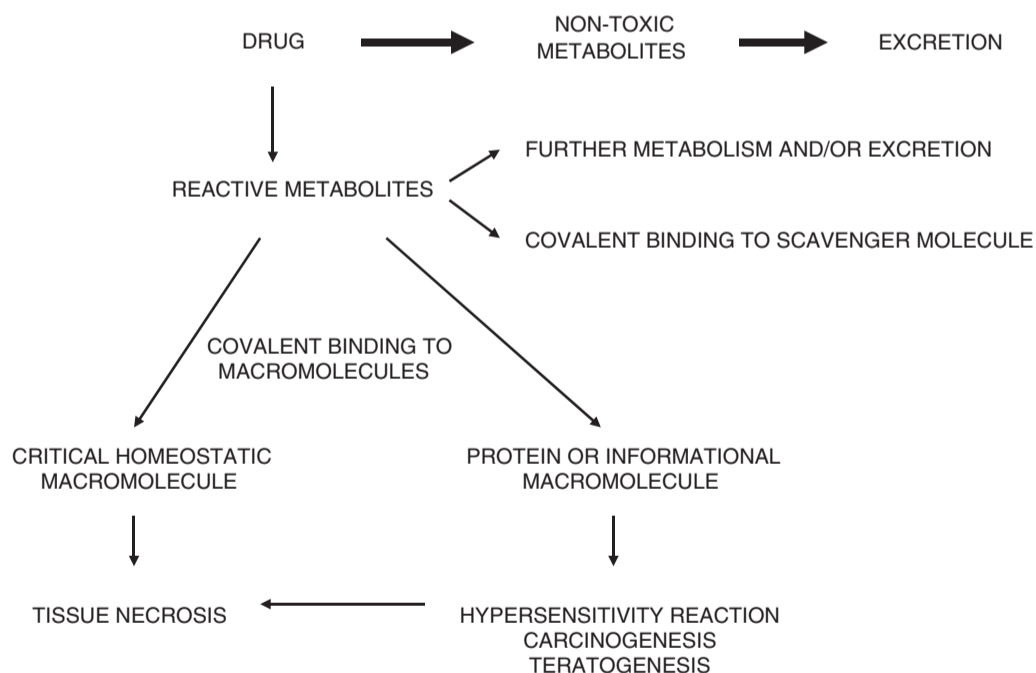 DRUG
NON-TOXIC
METABOLITES
EXCRETION
FURTHER METABOLISM AND/OR EXCRETION
REACTIVE METABOLITES
COVALENT BINDING TO SCAVENGER MOLECULE
COVALENT BINDING TO
MACROMOLECULES
CRITICAL HOMEOSTATIC
MACROMOLECULE
PROTEIN OR INFORMATIONAL
MACROMOLECULE
TISSUE NECROSIS
HYPERSENSITIVITY REACTION
CARCINOGENESIS
TERATOGENESIS